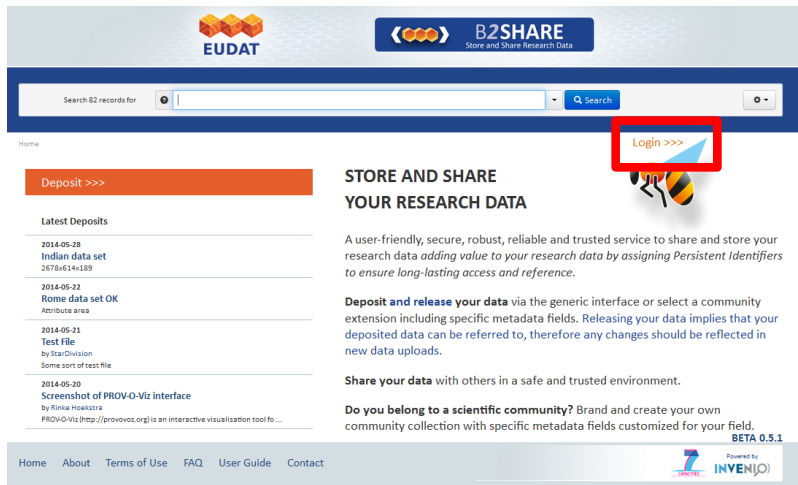 EUDAT
B2SHARE
Store and Share Research Data
Search 82 records for
Search
Login >>>
Home
Deposit >>>
Latest Deposits
2014-05-28
Indian data set
2678x614x189
2014-05-22
Rome data set OK
Attribute area
2014-05-21
Test File
by StarDivision
Some sort of test file
2014-05-20
Screenshot of PROV-O-Viz interface
by Rinke Hoekstra
PROV-O-Viz (http://provoviz.org) is an interactive visualisation tool fo ...
STORE AND SHARE
YOUR RESEARCH DATA
A user-friendly, secure, robust, reliable and trusted service to share and store your
research data adding value to your research data by assigning Persistent Identifiers
to ensure long-lasting access and reference.
Deposit and release your data via the generic interface or select a community
extension including specific metadata fields. Releasing your data implies that your
deposited data can be referred to, therefore any changes should be reflected in
new data uploads.
Share your data with others in a safe and trusted environment.
Do you belong to a scientific community? Brand and create your own
community collection with specific metadata fields customized for your field.
BETA 0.5.1
Home About Terms of Use FAQ User Guide Contact
CAPACITIES
Powered by
INVENIO